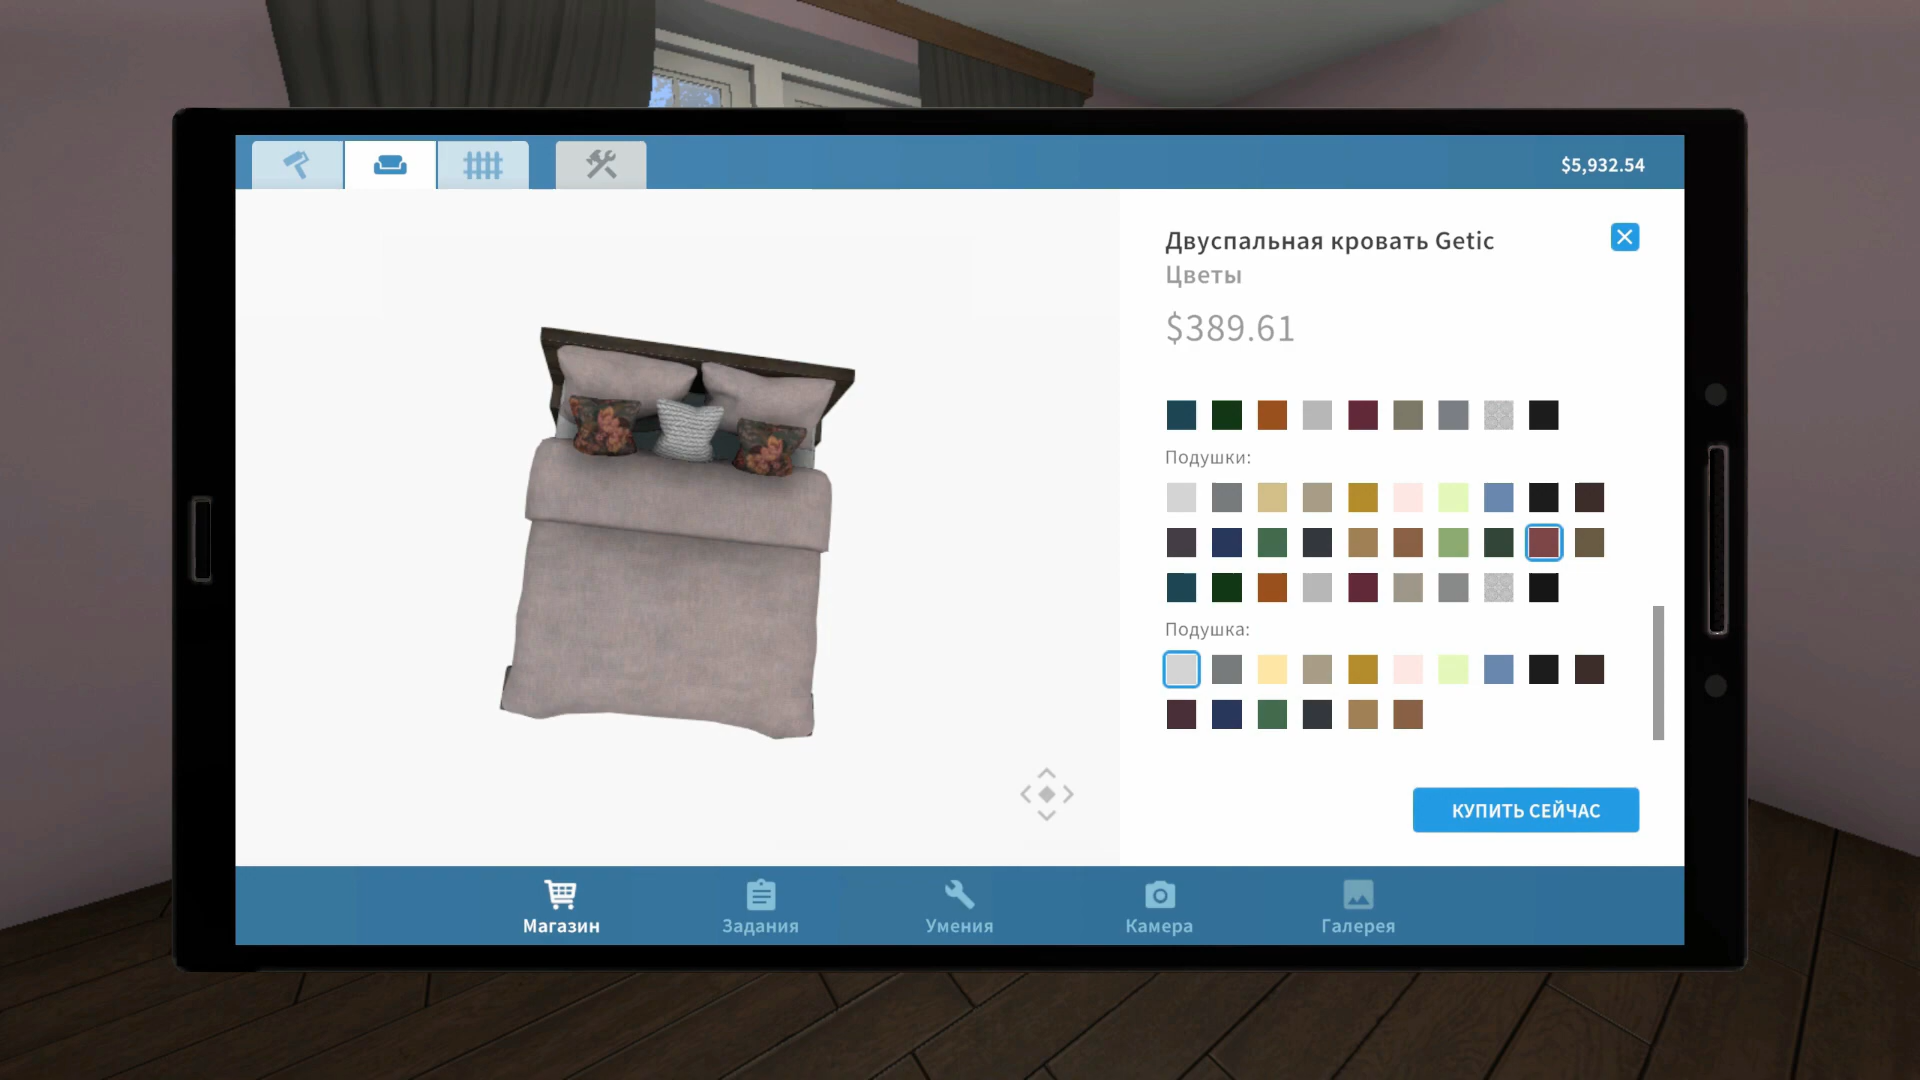 $5,932.54
Двуспальная кровать Getic
Цветы
$389.61
Подушки:
Подушка:
КУПИТЬ СЕЙЧАС
Магазин
Задания
Умения
Камера
Галерея